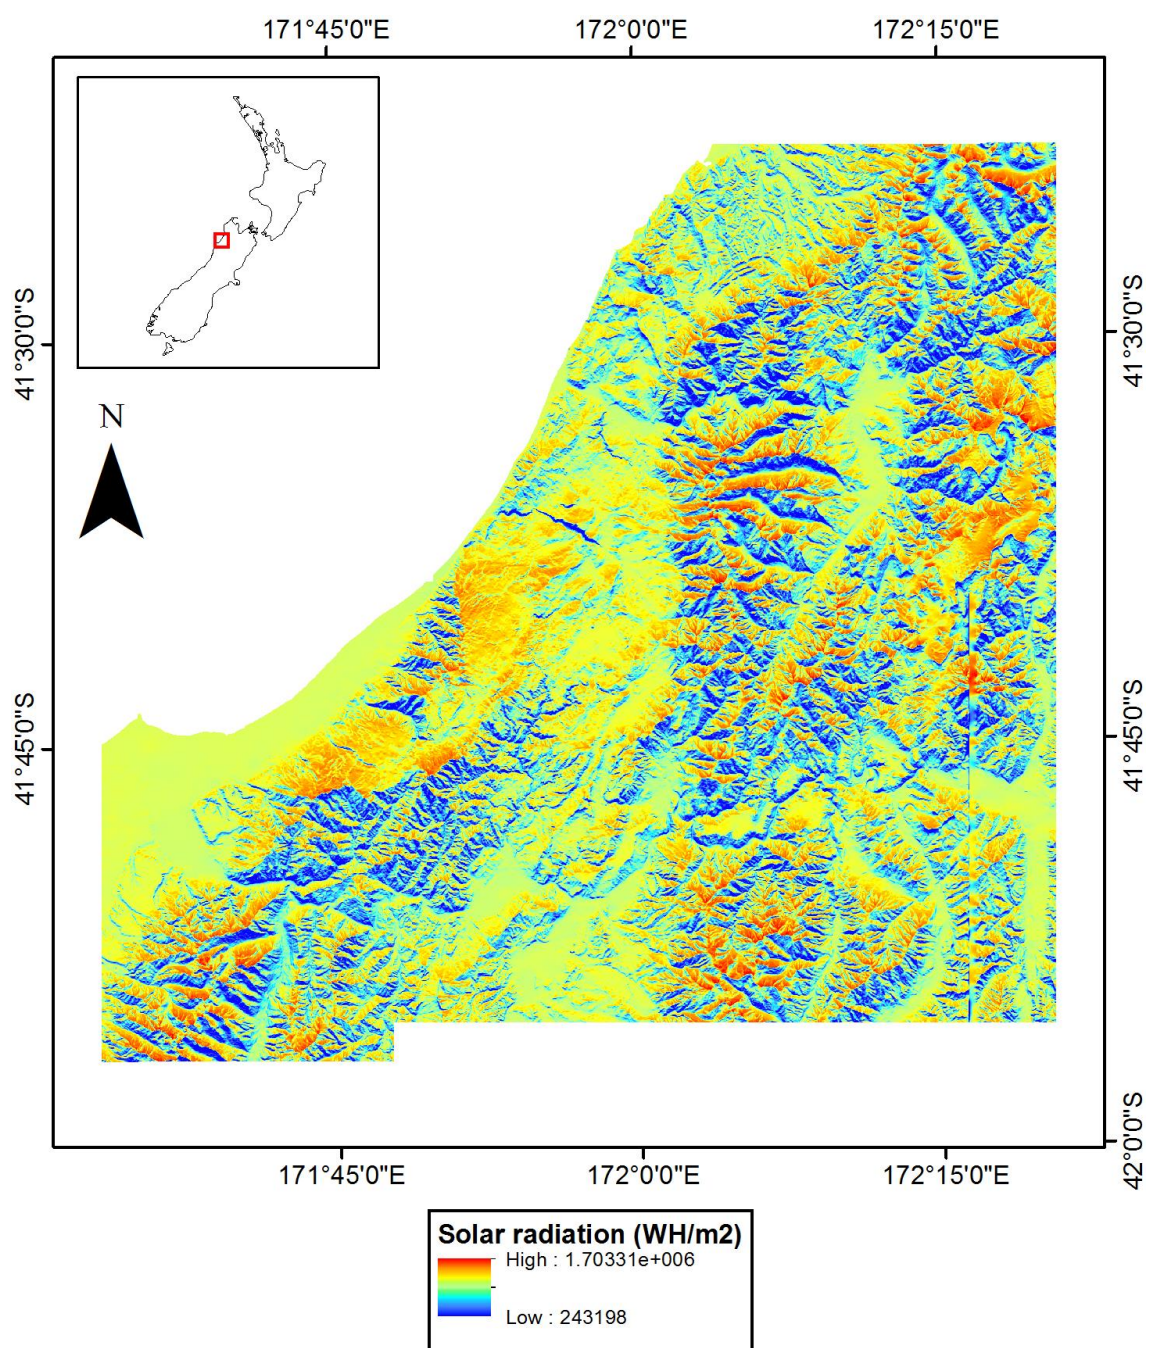 171°45'0"E 172°0'0"E 172°15'0"E
41°30'0"S
41°30'0"S
N
41°45'0"S
41°45'0"S
42°0'0"S
171°45'0"E 172°0'0"E 172°15'0"E
Solar radiation (WH/m2)
High : 1.70331e+006
Low : 243198